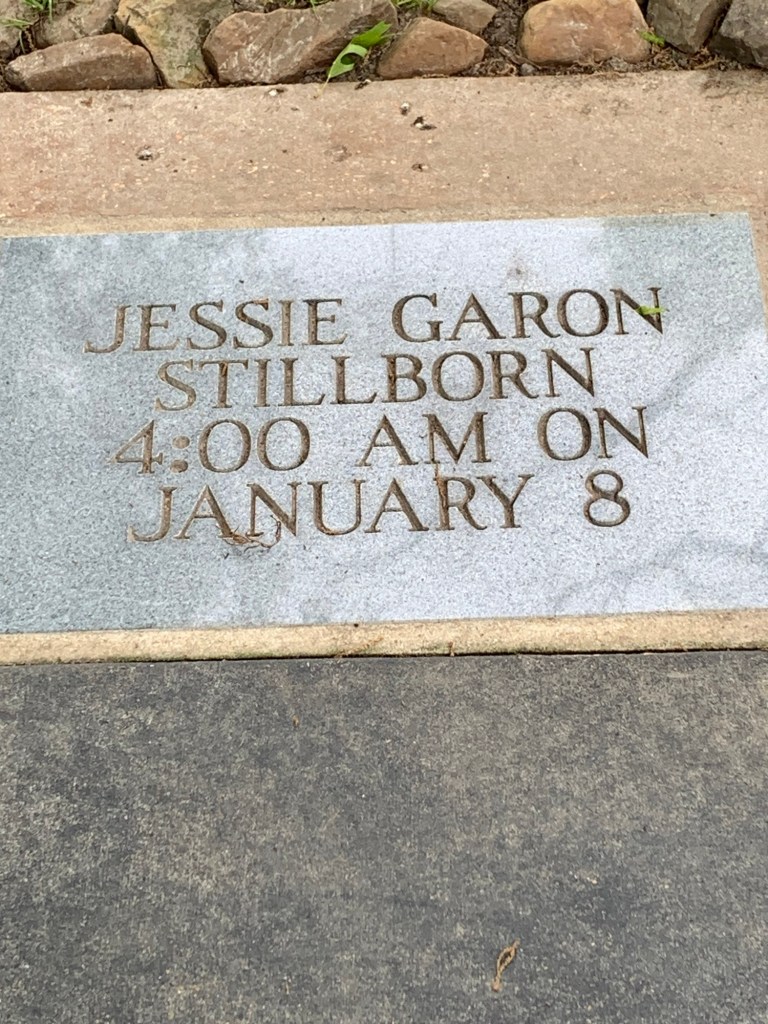 JESSIE GARON
STILLBORN
4:00 AM ON
JANUARY 8